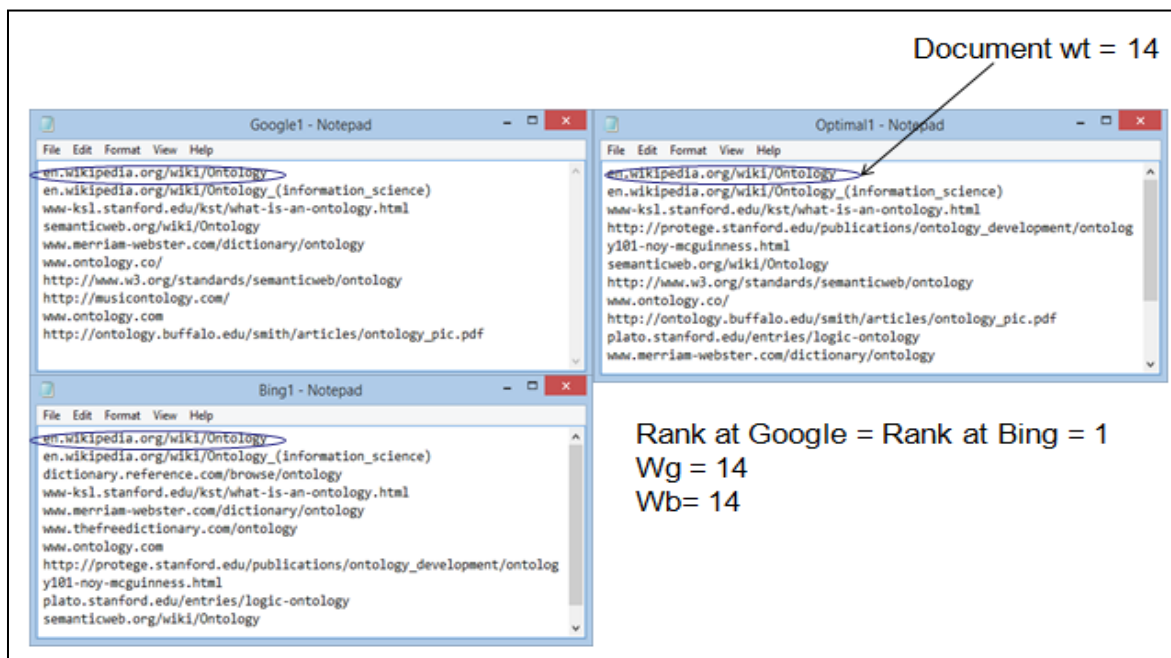 Document wt = 14
Google1 - Notepad
File Edit Format View Help
en.wikipedia.org/wiki/Ontology
en.wikipedia.org/wiki/Ontology_(information_science)
www-ksl.stanford.edu/kst/what-is-an-ontology.html
semanticweb.org/wiki/Ontology
www.merriam-webster.com/dictionary/ontology
www.ontology.co/
http://www.w3.org/standards/semanticweb/ontology
http://musicontology.com/
www.ontology.com
http://ontology.buffalo.edu/smith/articles/ontology_pic.pdf
Optimal1 - Notepad
File Edit Format View Help
en.wikipedia.org/wiki/Ontology
en.wikipedia.org/wiki/Ontology_(information_science)
www-ksl.stanford.edu/kst/what-is-an-ontology.html
http://protege.stanford.edu/publications/ontology_development/ontolog
y101-noy-mcguinness.html
semanticweb.org/wiki/Ontology
http://www.w3.org/standards/semanticweb/ontology
www.ontology.co/
http://ontology.buffalo.edu/smith/articles/ontology_pic.pdf
plato.stanford.edu/entries/logic-ontology
www.merriam-webster.com/dictionary/ontology
Bing1 - Notepad
File Edit Format View Help
en.wikipedia.org/wiki/Ontology
en.wikipedia.org/wiki/Ontology_(information_science)
dictionary.reference.com/browse/ontology
www-ksl.stanford.edu/kst/what-is-an-ontology.html
www.merriam-webster.com/dictionary/ontology
www.thefreedictionary.com/ontology
www.ontology.com
http://protege.stanford.edu/publications/ontology_development/ontolog
y101-noy-mcguinness.html
plato.stanford.edu/entries/logic-ontology
semanticweb.org/wiki/Ontology
Rank at Google = Rank at Bing = 1
Wg = 14
Wb= 14